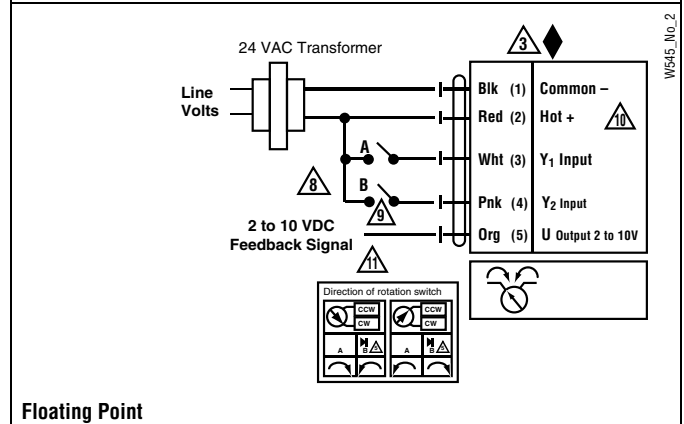 W545_No_2
24 VAC Transformer
3
Line
Volts
Blk (1) Common –
Red (2) Hot +
10
A
Wht (3) Y1 Input
8
B
9
Pnk (4) Y2 Input
2 to 10 VDC
Feedback Signal
Org (5) U Output 2 to 10V
11
Direction of rotation switch
CCW CCW
CW CW
A B 5 A B 5
Floating Point